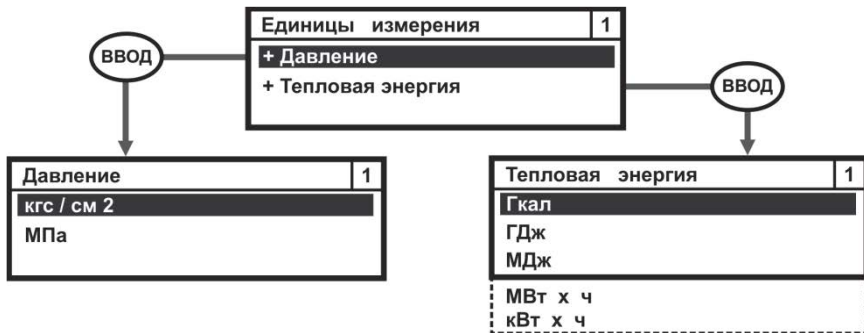 Единицы измерения 1
+ Давление
+ Тепловая энергия
ВВОД
ВВОД
Давление 1
кгс / см 2
МПа
Тепловая энергия 1
Гкал
ГДж
МДж
МВт х ч
кВт х ч